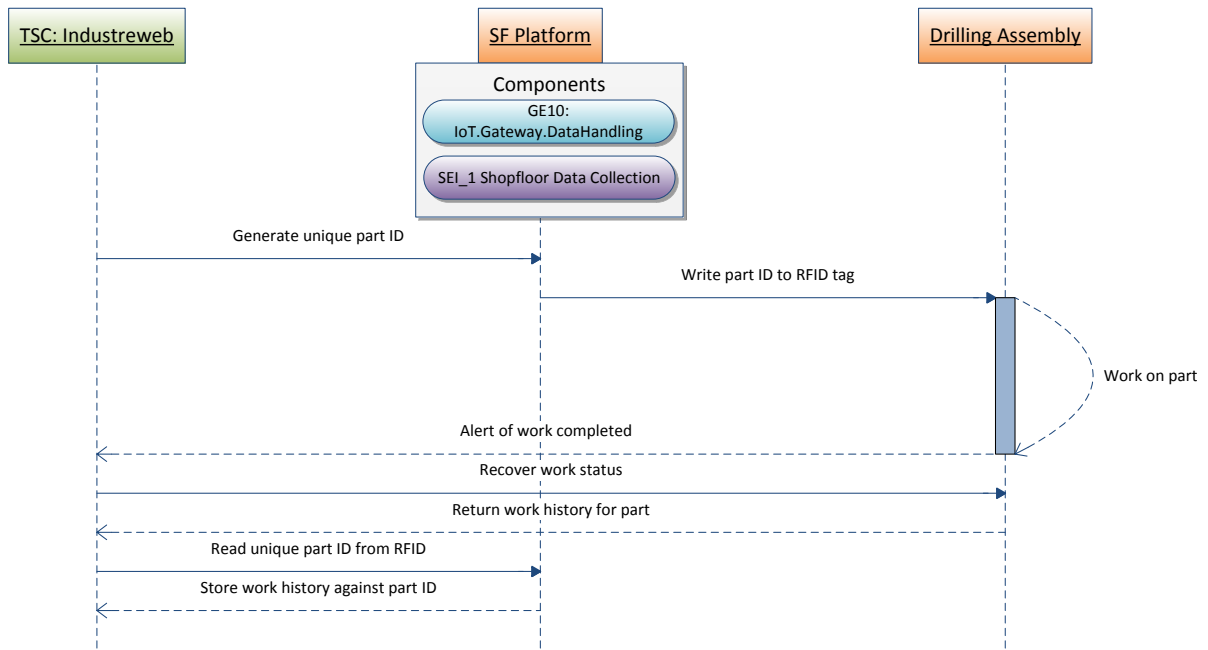 TSC: Industreweb
SF Platform
Drilling Assembly
Components
GE10:
IoT.Gateway.DataHandling
SEI_1 Shopfloor Data Collection
Generate unique part ID
Write part ID to RFID tag
Work on part
Alert of work completed
Recover work status
Return work history for part
Read unique part ID from RFID
Store work history against part ID